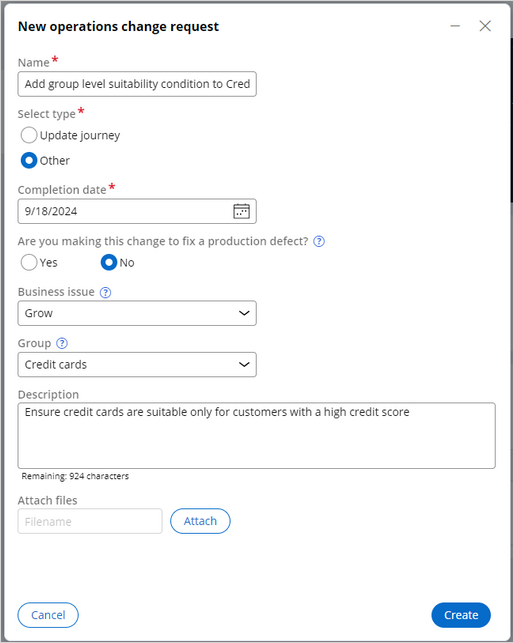 New operations change request
Name*
Add group level suitability condition to Cred
Select type*
Update journey
Other
Completion date*
9/18/2024
Are you making this change to fix a production defect? ?
Yes No
Business issue ?
Grow
Group ?
Credit cards
Description
Ensure credit cards are suitable only for customers with a high credit score
Remaining: 924 characters
Attach files
Filename Attach
Cancel Create